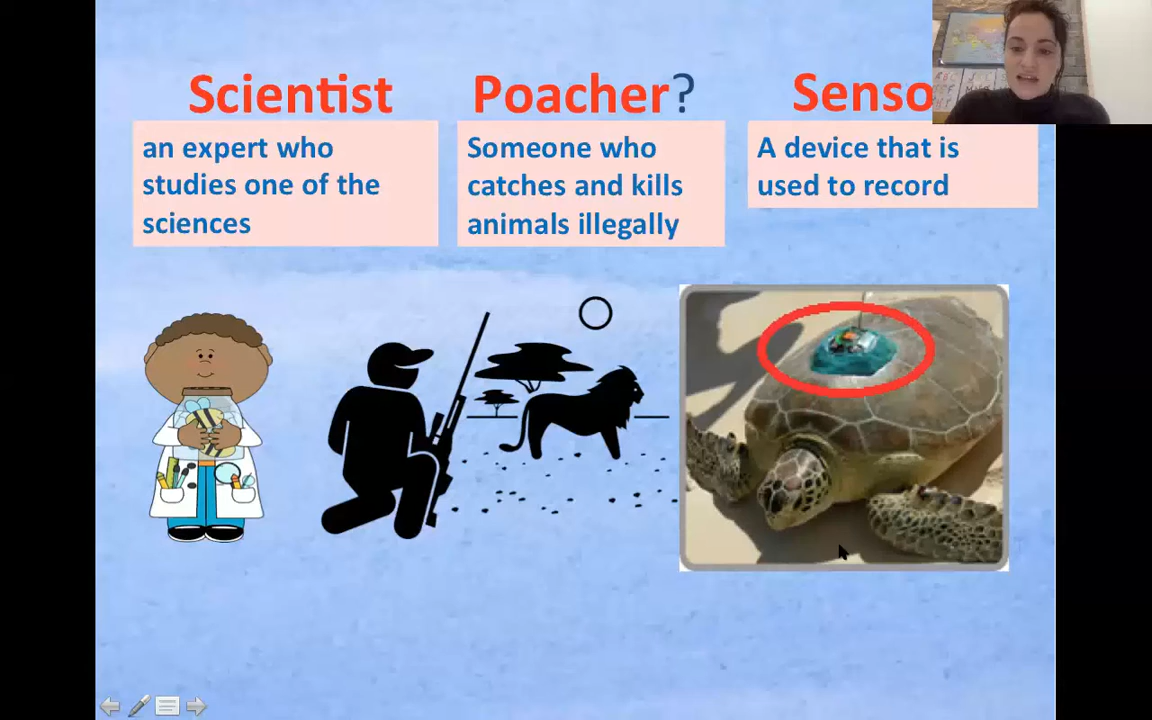 Scientist
an expert who
studies one of the
sciences
Poacher?
Someone who
catches and kills
animals illegally
Senso
A device that is
used to record